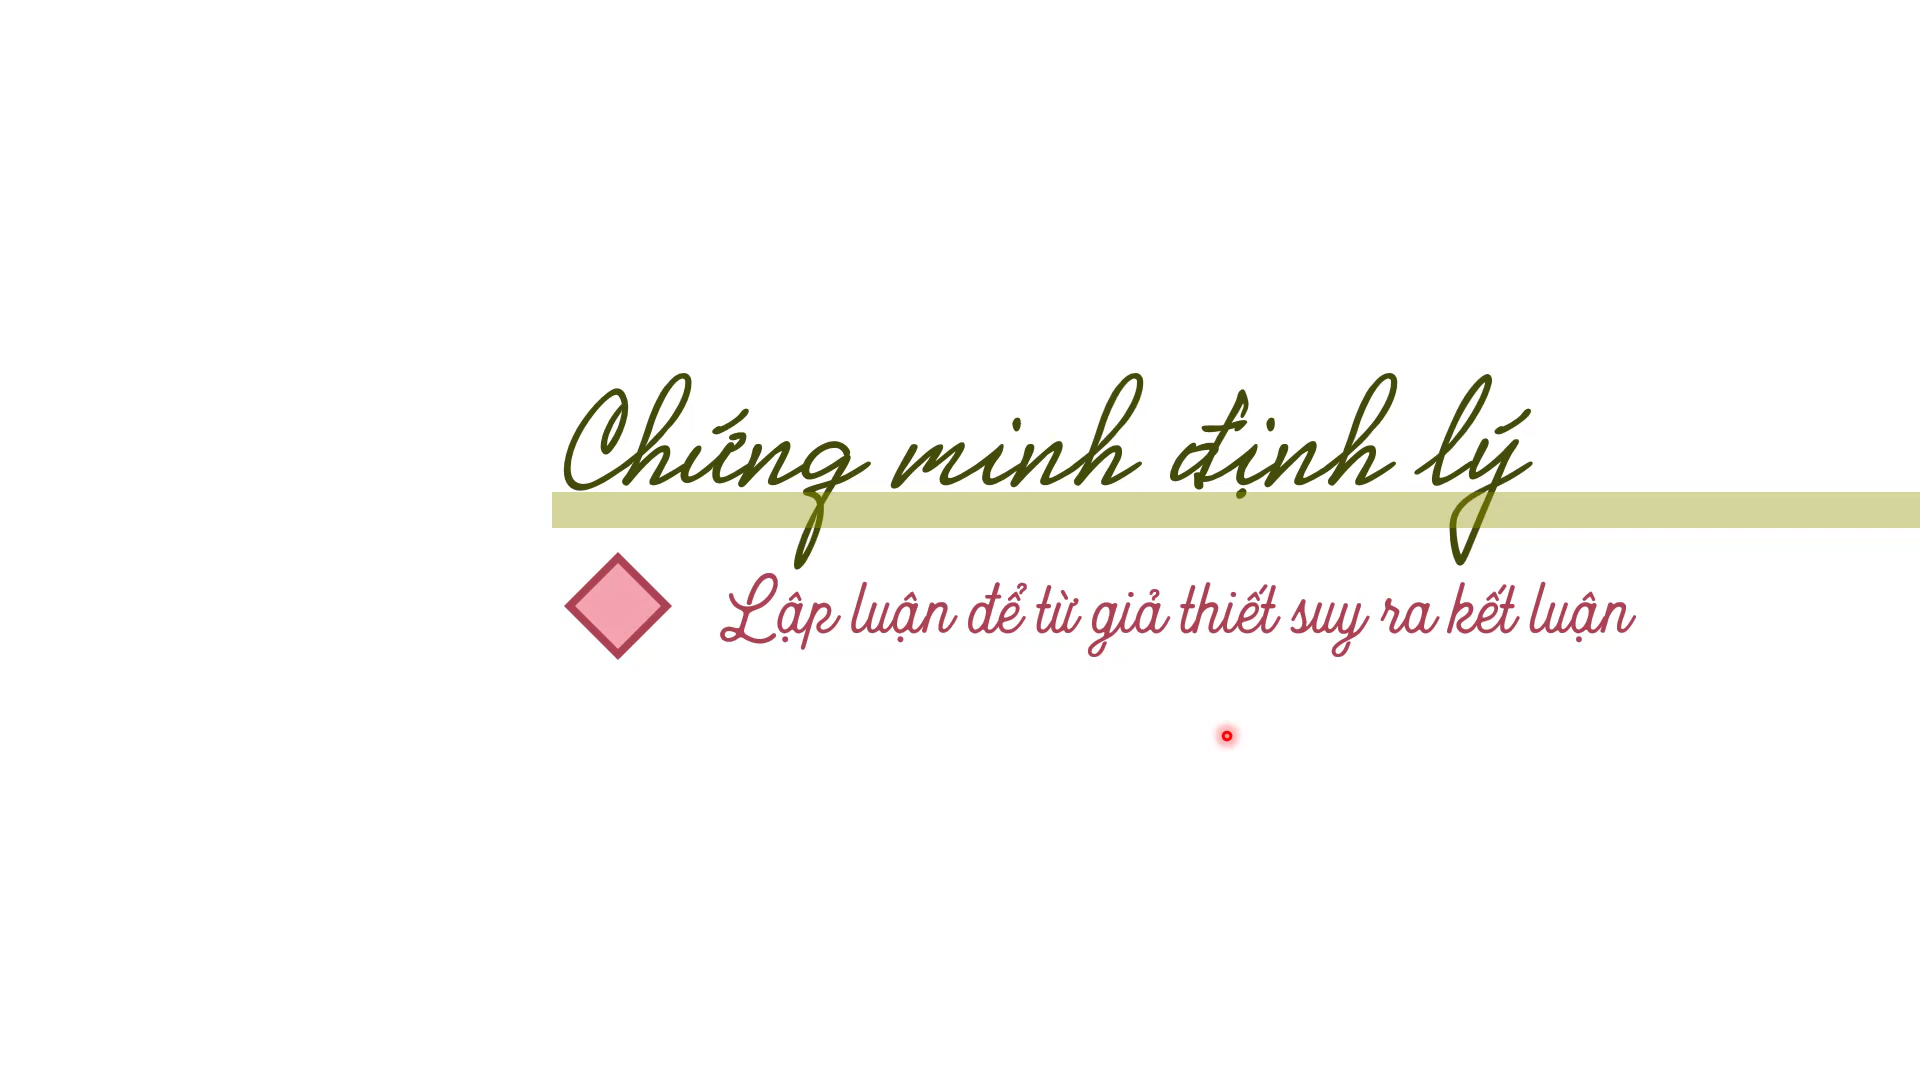 Chứng minh định lý
Lập luận để từ giả thiết suy ra kết luận